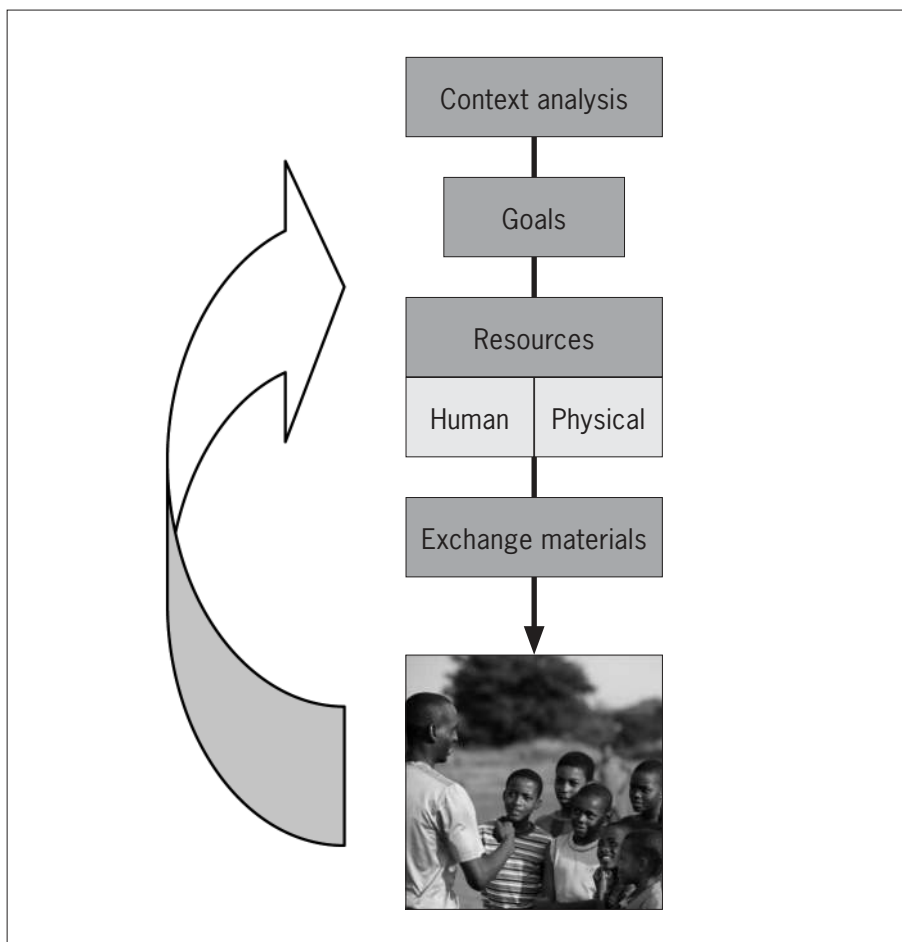 Context analysis
Goals
Resources
Human Physical
Exchange materials